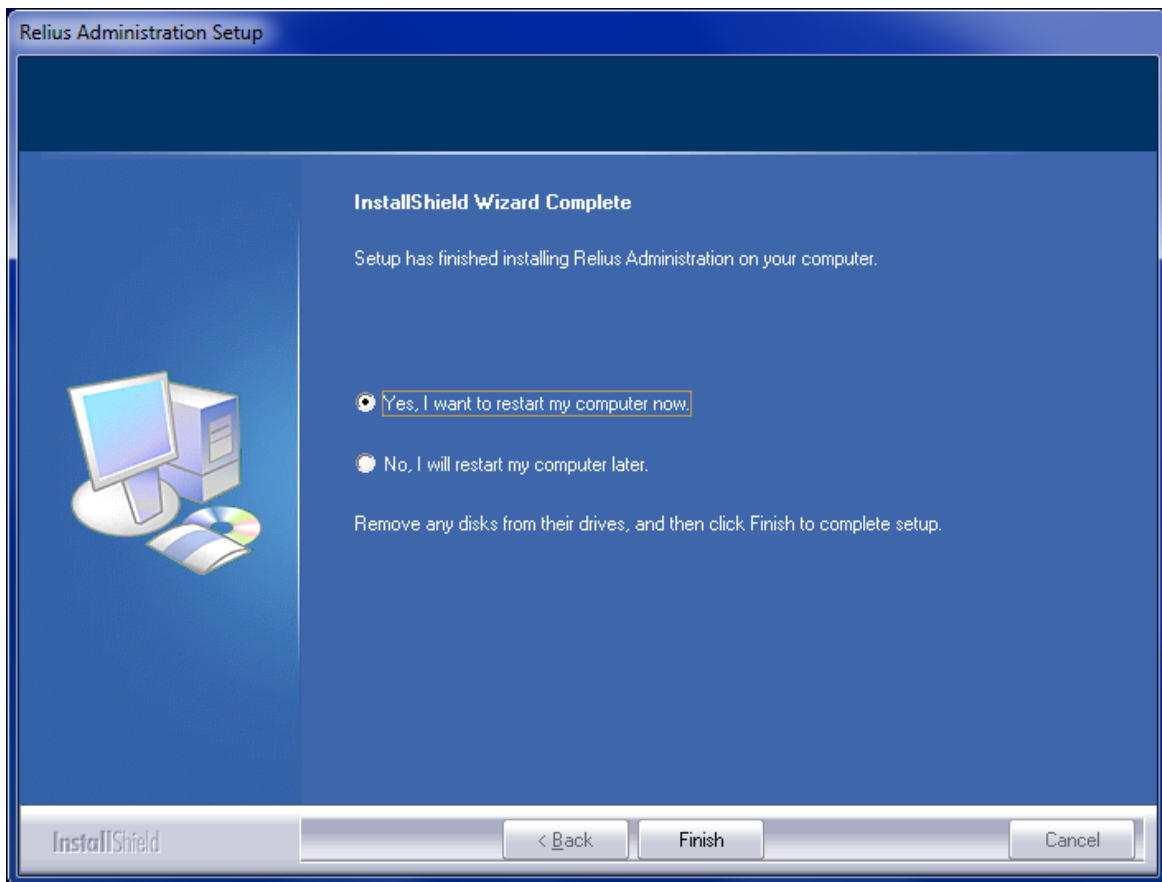 Relius Administration Setup
InstallShield Wizard Complete
Setup has finished installing Relius Administration on your computer.
Yes, I want to restart my computer now.
No, I will restart my computer later.
Remove any disks from their drives, and then click Finish to complete setup.
InstallShield
< Back
Finish
Cancel